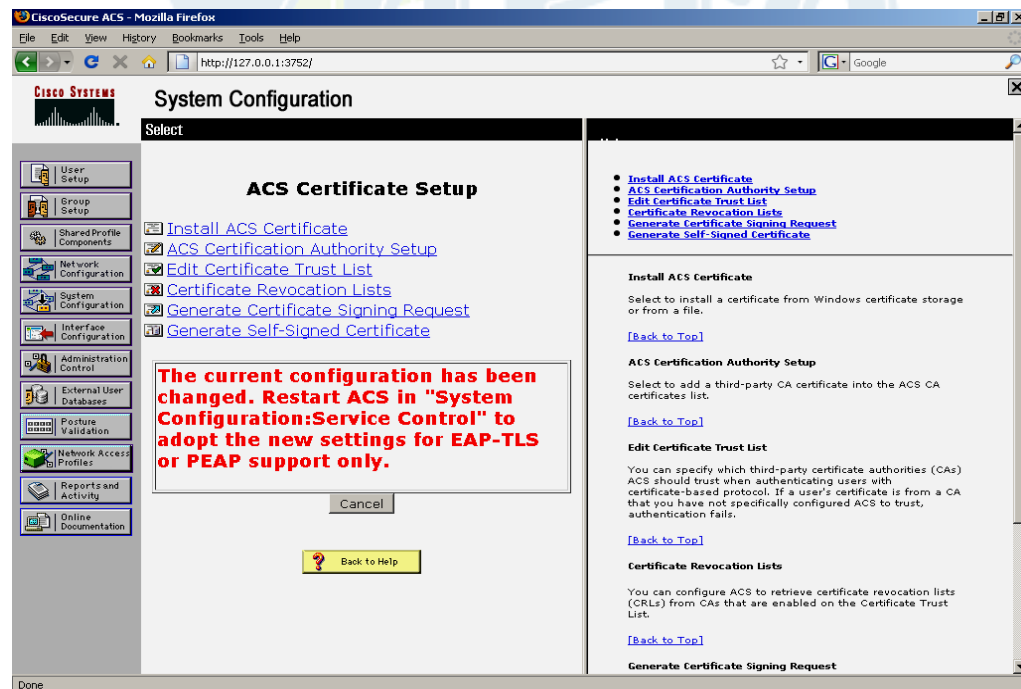 CiscoSecure ACS - Mozilla Firefox
File Edit View History Bookmarks Tools Help
http://127.0.0.1:3752/
G Google
CISCO SYSTEMS
System Configuration
Select
User
Setup
Group
Setup
Shared Profile
Components
Network
Configuration
System
Configuration
Interface
Configuration
Administration
Control
External User
Databases
Posture
Validation
Network Access
Profiles
Reports and
Activity
Online
Documentation
ACS Certificate Setup
Install ACS Certificate
ACS Certification Authority Setup
Edit Certificate Trust List
Certificate Revocation Lists
Generate Certificate Signing Request
Generate Self-Signed Certificate
The current configuration has been
changed. Restart ACS in "System
Configuration:Service Control" to
adopt the new settings for EAP-TLS
or PEAP support only.
Cancel
Back to Help
Install ACS Certificate
ACS Certification Authority Setup
Edit Certificate Trust List
Certificate Revocation Lists
Generate Certificate Signing Request
Generate Self-Signed Certificate
Install ACS Certificate
Select to install a certificate from Windows certificate storage
or from a file.
[Back to Top]
ACS Certification Authority Setup
Select to add a third-party CA certificate into the ACS CA
certificates list.
[Back to Top]
Edit Certificate Trust List
You can specify which third-party certificate authorities (CAs)
ACS should trust when authenticating users with
certificate-based protocol. If a user's certificate is from a CA
that you have not specifically configured ACS to trust,
authentication fails.
[Back to Top]
Certificate Revocation Lists
You can configure ACS to retrieve certificate revocation lists
(CRLs) from CAs that are enabled on the Certificate Trust
List.
[Back to Top]
Generate Certificate Signing Request
Done